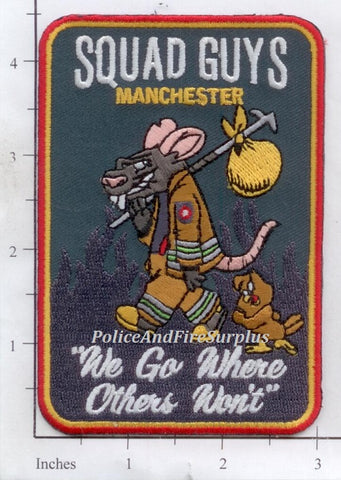 SQUAD GUYS
MANCHESTER
4
3
2
1
PoliceAndFireSurplus
"We Go Where
Others Won't"
Inches
1
2
3